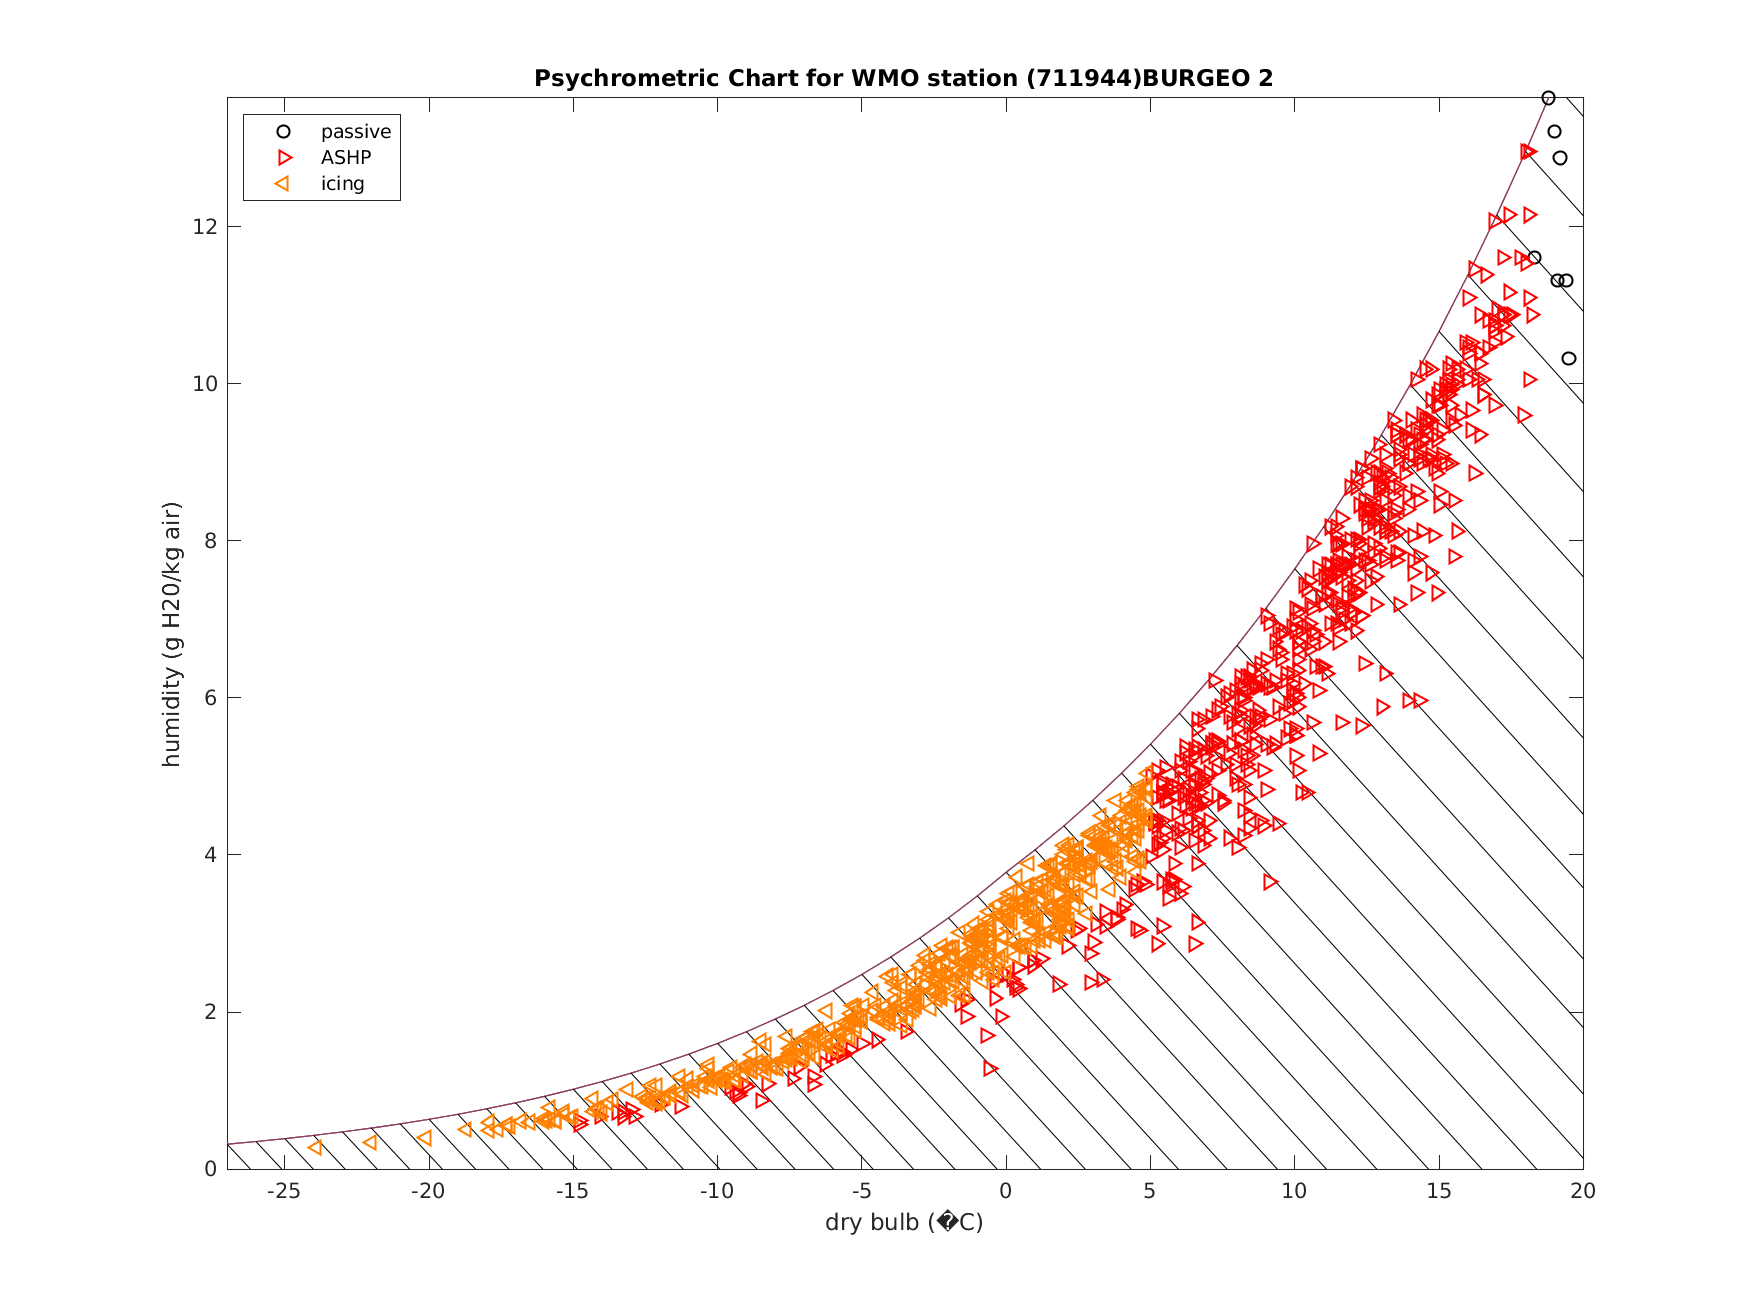 Psychrometric Chart for WMO station (711944)BURGEO 2
passive
ASHP
icing
humidity (g H20/kg air)
12
10
8
6
4
2
0
-25 -20 -15 -10 -5 0 5 10 15 20
dry bulb (�C)